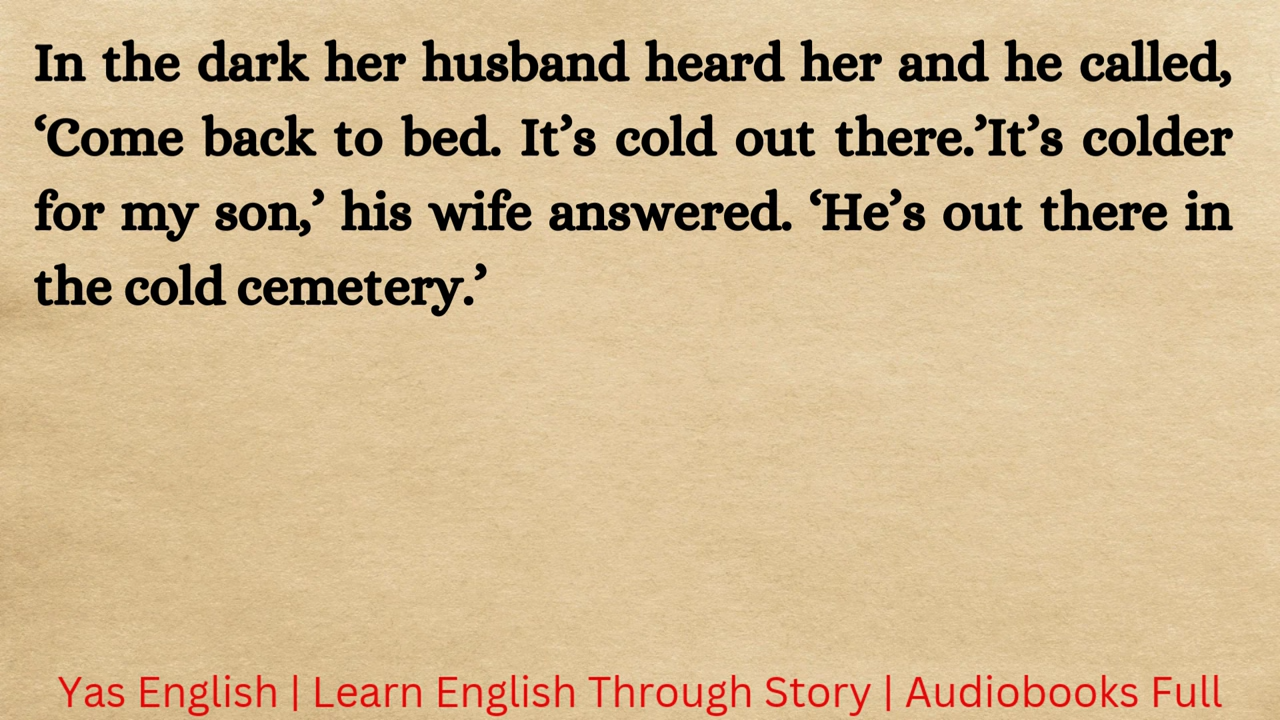 In the dark her husband heard her and he called,
‘Come back to bed. It’s cold out there.’It’s colder
for my son,’ his wife answered. ‘He’s out there in
the cold cemetery.’
Yas English | Learn English Through Story | Audiobooks Full